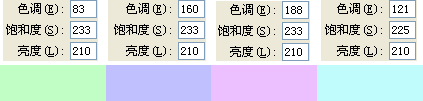 色调(E): 83 色调(E): 160 色调(E): 188 色调(E): 121
饱和度(S): 233 饱和度(S): 233 饱和度(S): 233 饱和度(S): 225
亮度(L): 210 亮度(L): 210 亮度(L): 210 亮度(L): 210